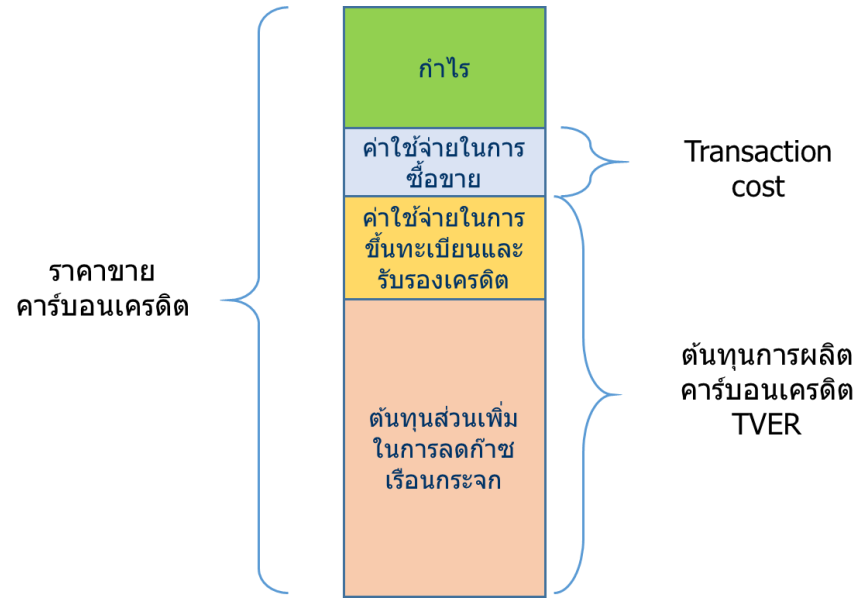 กำไร
ค่าใช้จ่ายในการ
ซื้อขาย
Transaction
cost
ค่าใช้จ่ายในการ
ขึ้นทะเบียนและ
รับรองเครดิต
ราคาขาย
คาร์บอนเครดิต
ต้นทุนการผลิต
คาร์บอนเครดิต
TVER
ต้นทุนส่วนเพิ่ม
ในการลดก๊าซ
เรือนกระจก